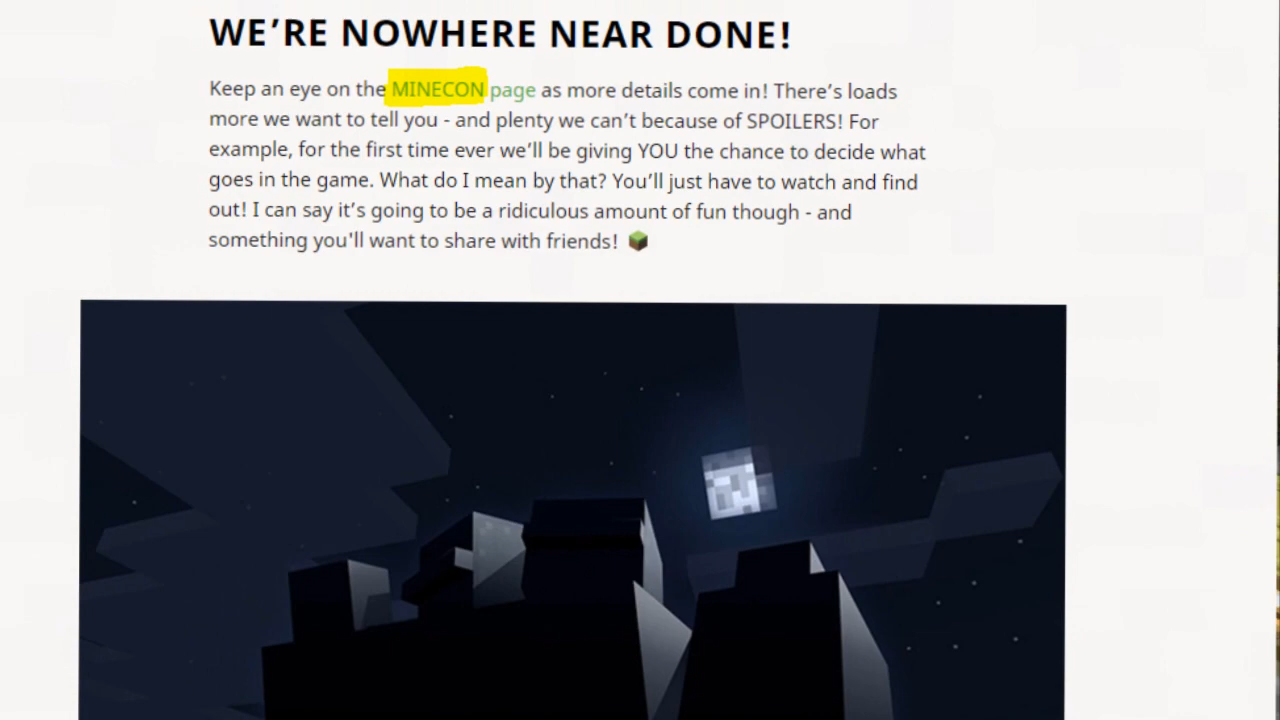 WE'RE NOWHERE NEAR DONE!
Keep an eye on the MINECON page as more details come in! There's loads
more we want to tell you - and plenty we can't because of SPOILERS! For
example, for the first time ever we'll be giving YOU the chance to decide what
goes in the game. What do I mean by that? You'll just have to watch and find
out! I can say it's going to be a ridiculous amount of fun though - and
something you'll want to share with friends!